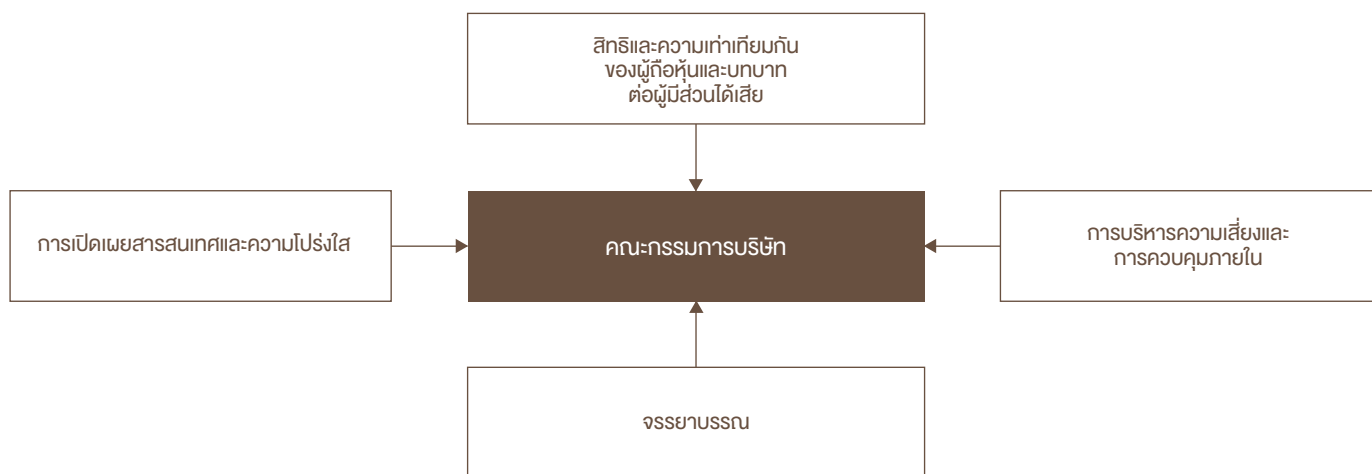 สิทธิและความเท่าเทียมกัน
ของผู้ถือหุ้นและบทบาท
ต่อผู้มีส่วนได้เสีย
การเปิดเผยสารสนเทศและความโปร่งใส
คณะกรรมการบริษัท
การบริหารความเสี่ยงและ
การควบคุมภายใน
จรรยาบรรณ